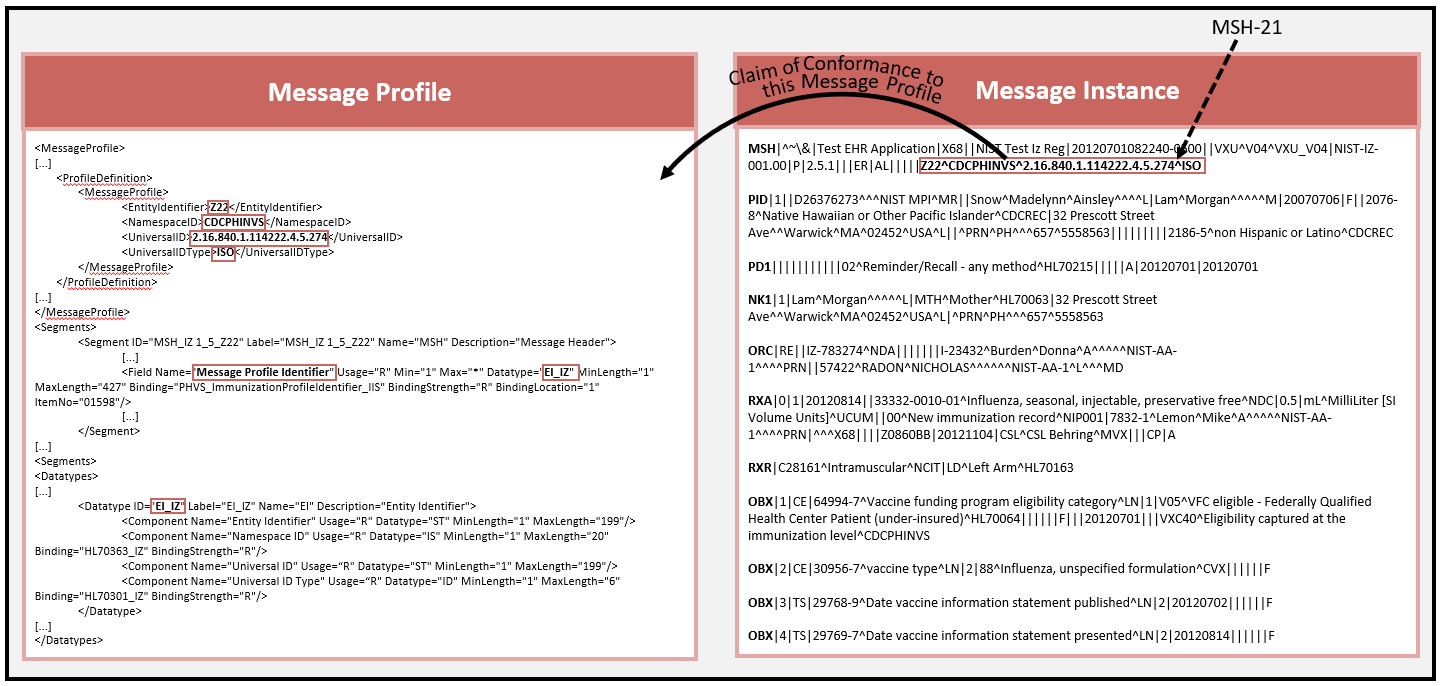 MSH-21
Claim of Conformance to
this Message Profile
Message Profile
<MessageProfile>
[...]
<ProfileDefinition>
<MessageProfile>
<EntityIdentifier>Z22</EntityIdentifier>
<NamespaceID>CDCPHINVS</NamespaceID>
<UniversalID>2.16.840.1.114222.4.5.274</UniversalID>
<UniversalIDType>ISO</UniversalIDType>
</MessageProfile>
</ProfileDefinition>
[...]
</MessageProfile>
<Segments>
<Segment ID="MSH_IZ 1_5_Z22" Label="MSH_IZ 1_5_Z22" Name="MSH" Description="Message Header">
[...]
<Field Name="Message Profile Identifier" Usage="R" Min="1" Max="*" Datatype="EI_IZ" MinLength="1"
MaxLength="427" Binding="PHVS_ImmunizationProfileIdentifier_IIS" BindingStrength="R" BindingLocation="1"
ItemNo="01598"/>
[...]
</Segment>
[...]
<Segments>
<Datatypes>
[...]
<Datatype ID="EI_IZ" Label="EI_IZ" Name="EI" Description="Entity Identifier">
<Component Name="Entity Identifier" Usage="R" Datatype="ST" MinLength="1" MaxLength="199"/>
<Component Name="Namespace ID" Usage=“R" Datatype="IS" MinLength="1" MaxLength="20"
Binding="HL70363_IZ" BindingStrength="R"/>
<Component Name="Universal ID" Usage=“R" Datatype="ST" MinLength="1" MaxLength="199"/>
<Component Name="Universal ID Type" Usage=“R" Datatype="ID" MinLength="1" MaxLength="6"
Binding="HL70301_IZ" BindingStrength="R"/>
</Datatype>
[...]
</Datatypes>
Message Instance
MSH|^~\&|Test EHR Application|X68||NIST Test Iz Reg|20120701082240-0500||VXU^V04^VXU_V04|NIST-IZ-
001.00|P|2.5.1|||ER|AL|||||Z22^CDCPHINVS^2.16.840.1.114222.4.5.274^ISO
PID|1||D26376273^^^NIST MPI^MR||Snow^Madelynn^Ainsley^^^^L|Lam^Morgan^^^^^M|20070706|F||2076-
8^Native Hawaiian or Other Pacific Islander^CDCREC|32 Prescott Street
Ave^^Warwick^MA^02452^USA^L||^PRN^PH^^^657^5558563|||||||||2186-5^non Hispanic or Latino^CDCREC
PD1|||||||||||02^Reminder/Recall - any method^HL70215|||||A|20120701|20120701
NK1|1|Lam^Morgan^^^^^L|MTH^Mother^HL70063|32 Prescott Street
Ave^^Warwick^MA^02452^USA^L|^PRN^PH^^^657^5558563
ORC|RE||IZ-783274^NDA|||||||I-23432^Burden^Donna^A^^^^^NIST-AA-
1^^^^PRN||57422^RADON^NICHOLAS^^^^^^NIST-AA-1^L^^^MD
RXA|0|1|20120814||33332-0010-01^Influenza, seasonal, injectable, preservative free^NDC|0.5|mL^MilliLiter [SI
Volume Units]^UCUM||00^New immunization record^NIP001|7832-1^Lemon^Mike^A^^^^^NIST-AA-
1^^^^PRN|^^^X68||||Z0860BB|20121104|CSL^CSL Behring^MVX|||CP|A
RXR|C28161^Intramuscular^NCIT|LD^Left Arm^HL70163
OBX|1|CE|64994-7^Vaccine funding program eligibility category^LN|1|V05^VFC eligible - Federally Qualified
Health Center Patient (under-insured)^HL70064||||||F|||20120701|||VXC40^Eligibility captured at the
immunization level^CDCPHINVS
OBX|2|CE|30956-7^vaccine type^LN|2|88^Influenza, unspecified formulation^CVX||||||F
OBX|3|TS|29768-9^Date vaccine information statement published^LN|2|20120702||||||F
OBX|4|TS|29769-7^Date vaccine information statement presented^LN|2|20120814||||||F